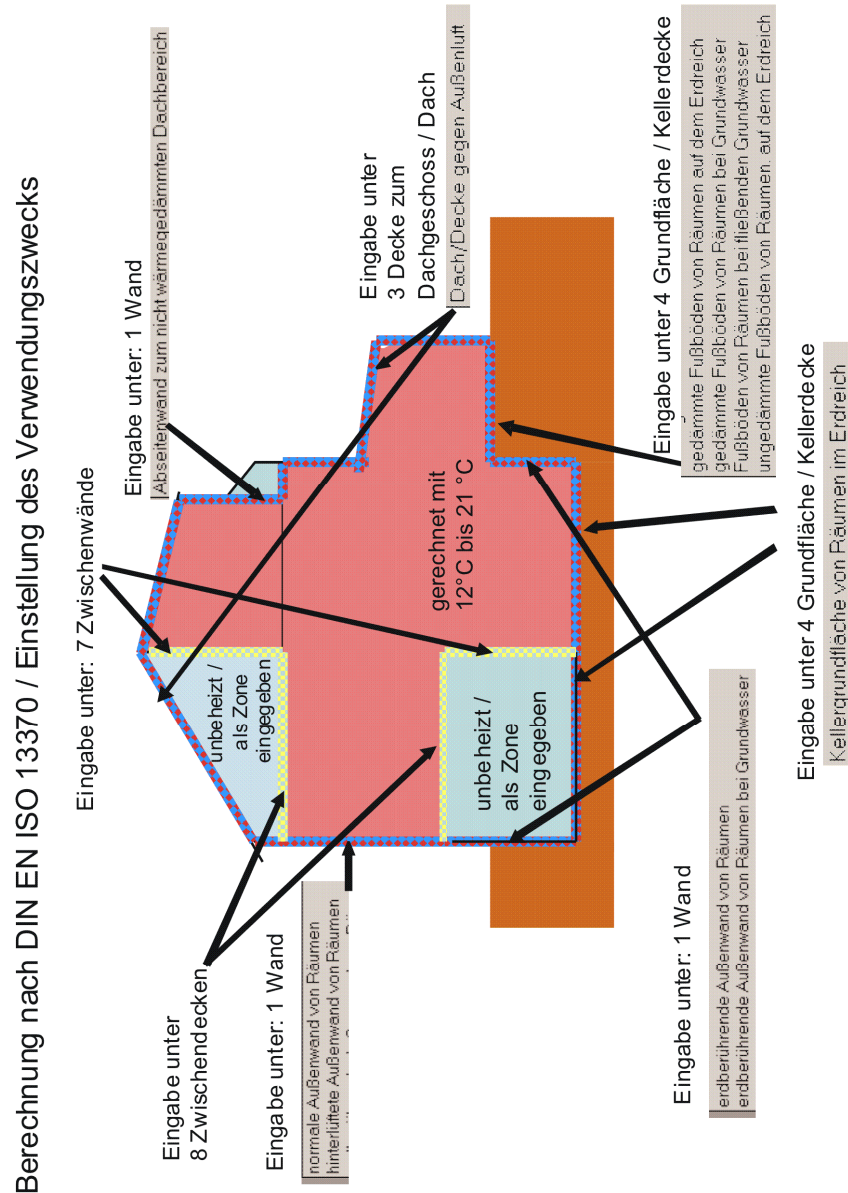 Berechnung nach DIN EN ISO 13370 / Einstellung des Verwendungszwecks
Eingabe unter: 7 Zwischenwände
Eingabe unter: 1 Wand
Abseitenwand zum nicht wärmegedämmten Dachbereich
Eingabe unter
8 Zwischendecken
Eingabe unter: 1 Wand
normale Außenwand von Räumen
hinterlüftete Außenwand von Räumen
unbeheizt /
als Zone
eingegeben
Eingabe unter
3 Decke zum
Dachgeschoss / Dach
Dach/Decke gegen Außenluft
gerechnet mit
12°C bis 21 °C
unbeheizt /
als Zone
eingegeben
Eingabe unter: 1 Wand
erdberührende Außenwand von Räumen
erdberührende Außenwand von Räumen bei Grundwasser
Eingabe unter 4 Grundfläche / Kellerdecke
gedämmte Fußböden von Räumen auf dem Erdreich
gedämmte Fußböden von Räumen bei Grundwasser
Fußböden von Räumen bei fließenden Grundwasser
ungedämmte Fußböden von Räumen. auf dem Erdreich
Eingabe unter 4 Grundfläche / Kellerdecke
Kellergrundfläche von Räumen im Erdreich